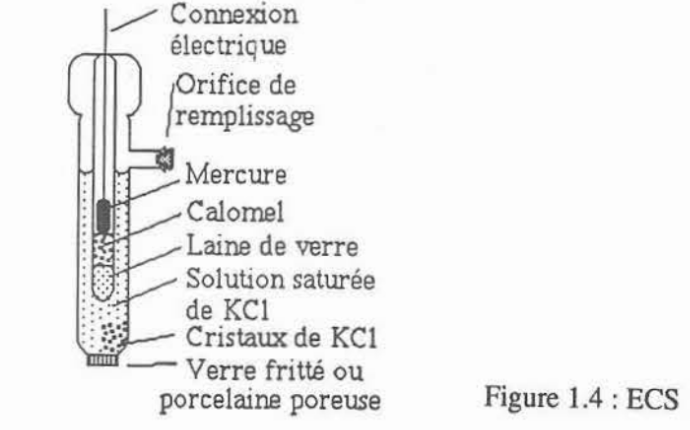 Connexion
électrique
Orifice de
remplissage
Mercure
Calomel
Laine de verre
Solution saturée
de KCl
Cristaux de KCl
Verre fritté ou
porcelaine poreuse
Figure 1.4 : ECS